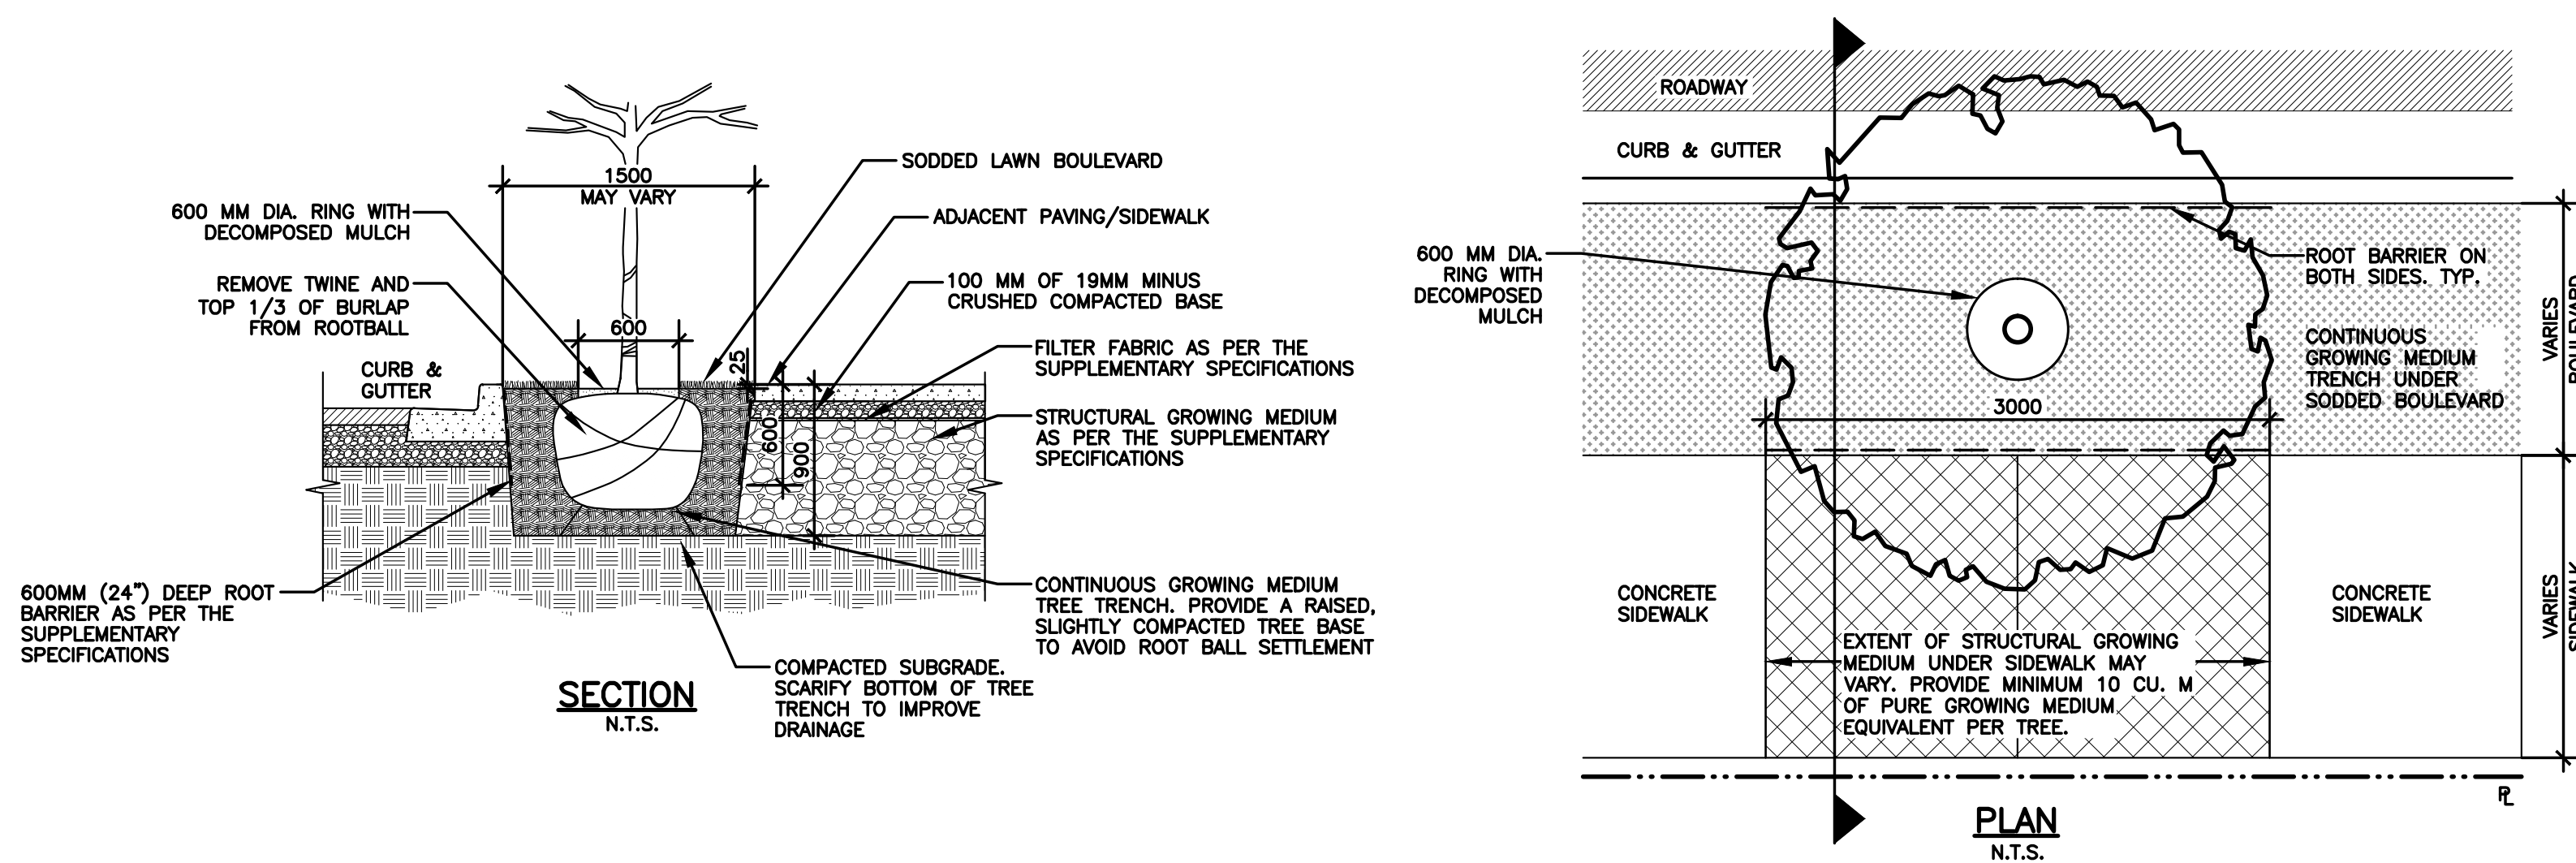 1500
MAY VARY
600 MM DIA. RING WITH
DECOMPOSED MULCH
REMOVE TWINE AND
TOP 1/3 OF BURLAP
FROM ROOTBALL
CURB &
GUTTER
600MM (24") DEEP ROOT
BARRIER AS PER THE
SUPPLEMENTARY
SPECIFICATIONS
600
25
600
900
SODDED LAWN BOULEVARD
ADJACENT PAVING/SIDEWALK
100 MM OF 19MM MINUS
CRUSHED COMPACTED BASE
FILTER FABRIC AS PER THE
SUPPLEMENTARY SPECIFICATIONS
STRUCTURAL GROWING MEDIUM
AS PER THE SUPPLEMENTARY
SPECIFICATIONS
CONTINUOUS GROWING MEDIUM
TREE TRENCH. PROVIDE A RAISED,
SLIGHTLY COMPACTED TREE BASE
TO AVOID ROOT BALL SETTLEMENT
COMPACTED SUBGRADE.
SCARIFY BOTTOM OF TREE
TRENCH TO IMPROVE
DRAINAGE
SECTION
N.T.S.
ROADWAY
CURB & GUTTER
600 MM DIA.
RING WITH
DECOMPOSED
MULCH
ROOT BARRIER ON
BOTH SIDES. TYP.
CONTINUOUS
GROWING MEDIUM
TRENCH UNDER
SODDED BOULEVARD
3000
VARIES
BOULEVARD
CONCRETE
SIDEWALK
CONCRETE
SIDEWALK
VARIES
SIDEWALK
EXTENT OF STRUCTURAL GROWING
MEDIUM UNDER SIDEWALK MAY
VARY. PROVIDE MINIMUM 10 CU. M
OF PURE GROWING MEDIUM
EQUIVALENT PER TREE.
PL
PLAN
N.T.S.